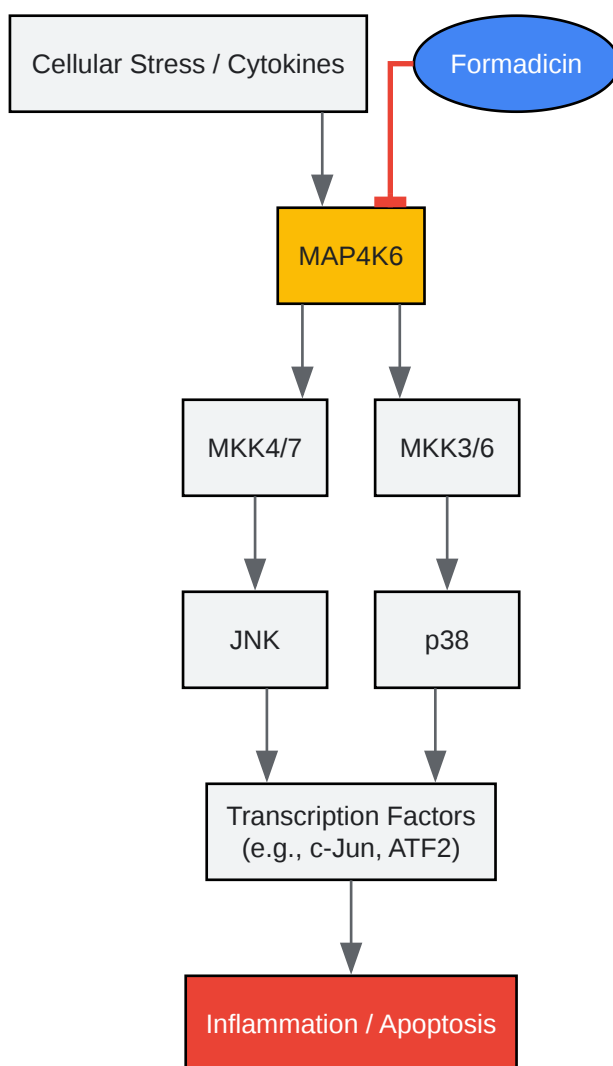 Cellular Stress / Cytokines
Formadicin
MAP4K6
MKK4/7
MKK3/6
JNK
p38
Transcription Factors
(e.g., c-Jun, ATF2)
Inflammation / Apoptosis